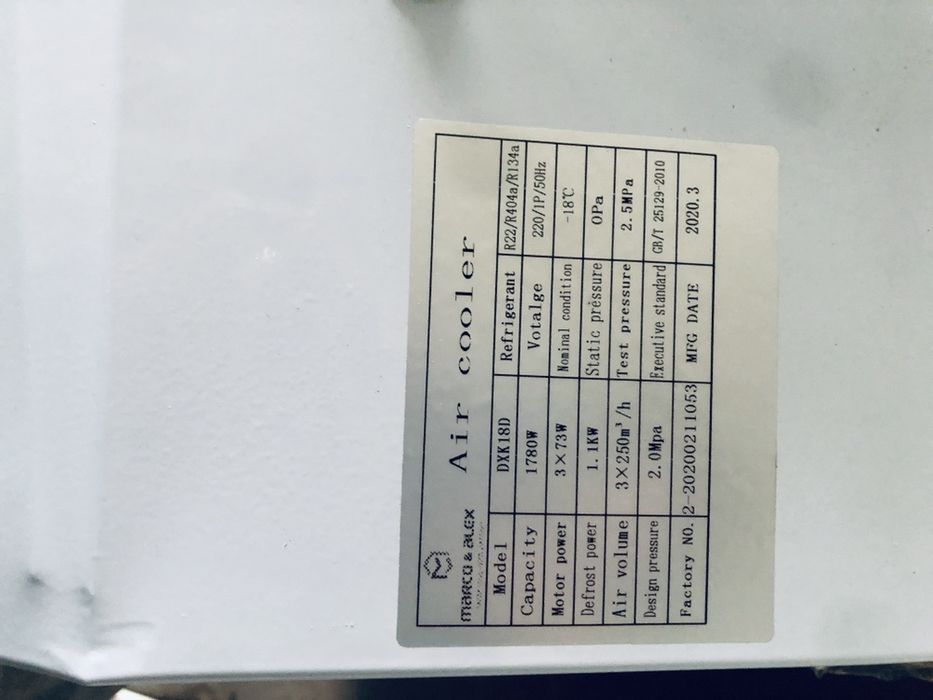 marco & alex
Air cooler
Model DXK18D Refrigerant R22/R404a/R134a
Capacity 1780W Votalge 220/1P/50Hz
Motor power 3×73W Nominal condition -18℃
Defrost power 1.1KW Static pressure 0Pa
Air volume 3×250m³/h Test pressure 2.5MPa
Design pressure 2.0Mpa Executive standard GB/T 25129-2010
Factory NO. 2-20200211053 MFG DATE 2020.3